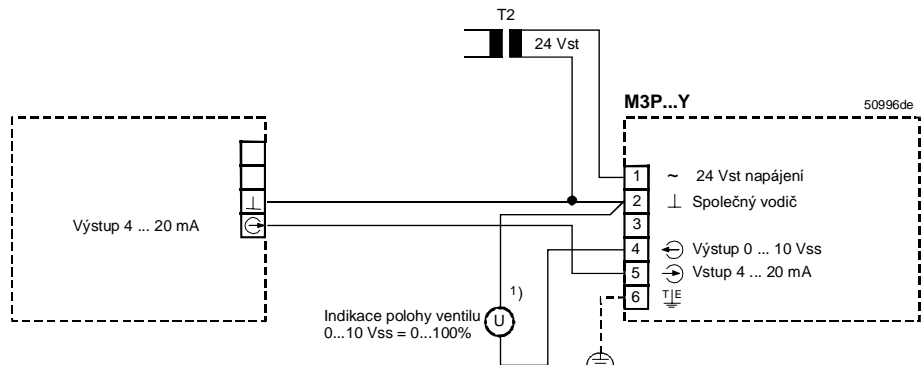 T2
24 Vst
M3P...Y
50996de
1 ~ 24 Vst napájení
2 ⊥ Společný vodič
3
4 Výstup 0 ... 10 Vss
5 Vstup 4 ... 20 mA
6 T E
⊥
Výstup 4 ... 20 mA
1)
Indikace polohy ventilu
0...10 Vss = 0...100%
U